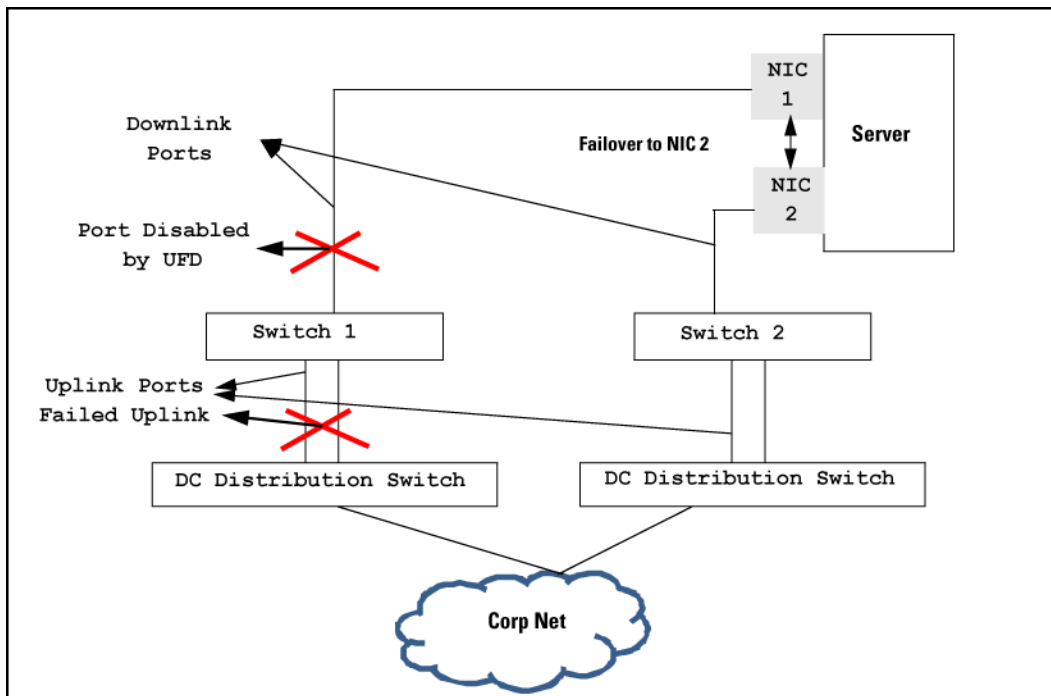 NIC
1
Downlink
Ports
Failover to NIC 2
Server
NIC
2
Port Disabled
by UFD
Switch 1
Switch 2
Uplink Ports
Failed Uplink
DC Distribution Switch
DC Distribution Switch
Corp Net